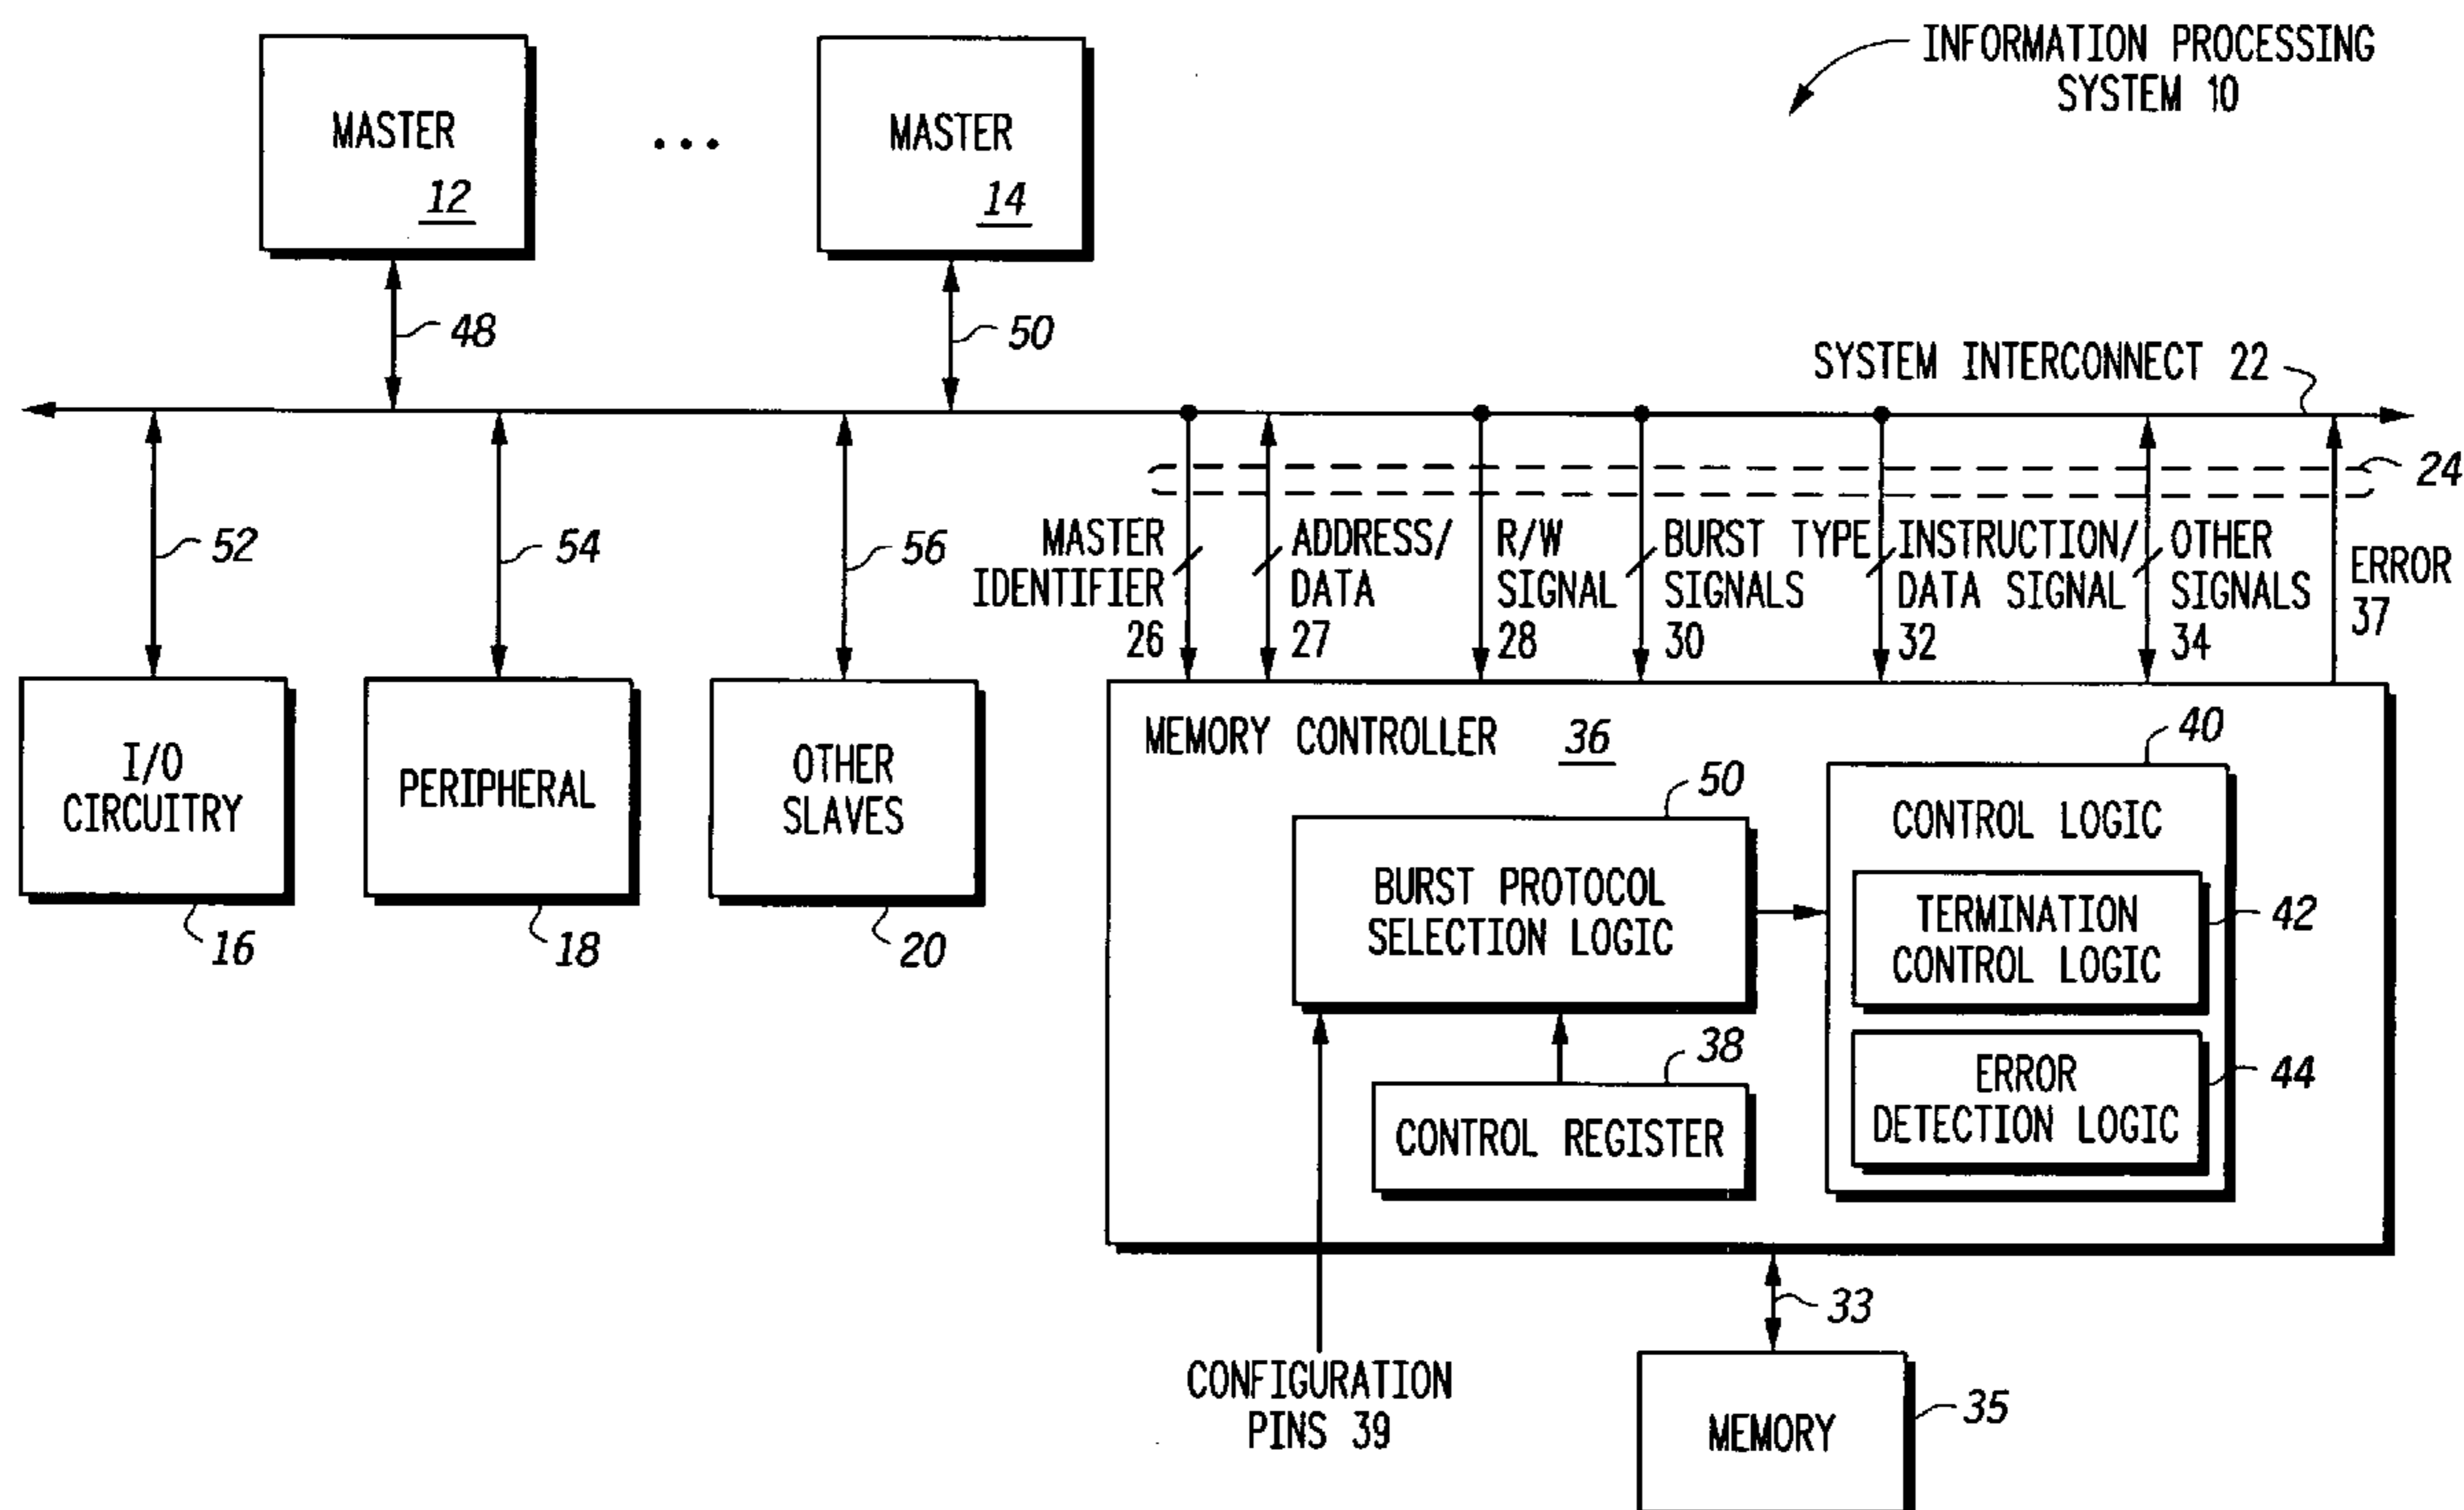 INFORMATION PROCESSING
SYSTEM 10
MASTER
12
• • •
MASTER
14
48
50
SYSTEM INTERCONNECT 22
24
52
54
56
MASTER
IDENTIFIER
26
ADDRESS/
DATA
27
R/W
SIGNAL
28
BURST TYPE
SIGNALS
30
INSTRUCTION/
DATA SIGNAL
32
OTHER
SIGNALS
34
ERROR
37
I/O
CIRCUITRY
16
PERIPHERAL
18
OTHER
SLAVES
20
MEMORY CONTROLLER 36
50
BURST PROTOCOL
SELECTION LOGIC
38
CONTROL REGISTER
40
CONTROL LOGIC
TERMINATION
CONTROL LOGIC
42
ERROR
DETECTION LOGIC
44
CONFIGURATION
PINS 39
33
MEMORY
35